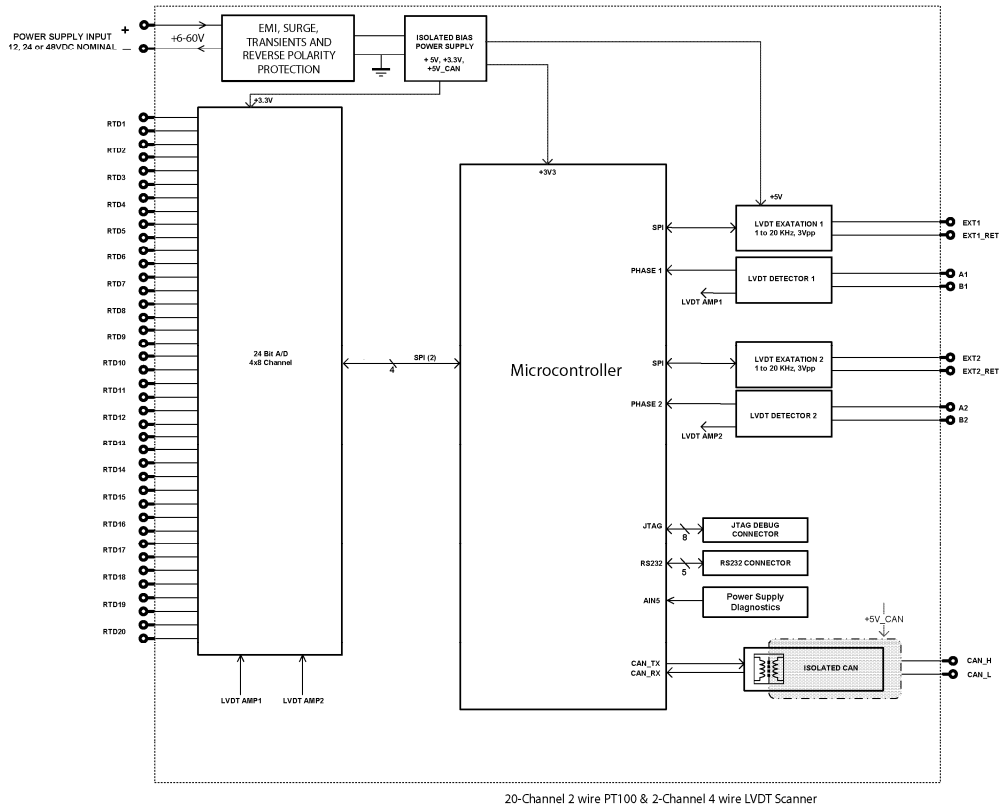 POWER SUPPLY INPUT
12, 24 or 48VDC NOMINAL
+
–
+6-60V
EMI, SURGE,
TRANSIENTS AND
REVERSE POLARITY
PROTECTION
ISOLATED BIAS
POWER SUPPLY
+ 5V, +3.3V,
+5V_CAN
+3.3V
+3V3
+5V
RTD1
RTD2
RTD3
RTD4
RTD5
RTD6
RTD7
RTD8
RTD9
RTD10
RTD11
RTD12
RTD13
RTD14
RTD15
RTD16
RTD17
RTD18
RTD19
RTD20
24 Bit A/D
4x8 Channel
SPI (2)
4
LVDT AMP1
LVDT AMP2
Microcontroller
SPI
LVDT EXATATION 1
1 to 20 KHz, 3Vpp
EXT1
EXT1_RET
PHASE 1
LVDT DETECTOR 1
LVDT AMP1
A1
B1
SPI
LVDT EXATATION 2
1 to 20 KHz, 3Vpp
EXT2
EXT2_RET
PHASE 2
LVDT DETECTOR 2
LVDT AMP2
A2
B2
JTAG
8
JTAG DEBUG
CONNECTOR
RS232
5
RS232 CONNECTOR
AIN5
Power Supply
Diagnostics
+5V_CAN
CAN_TX
CAN_RX
ISOLATED CAN
CAN_H
CAN_L
20-Channel 2 wire PT100 & 2-Channel 4 wire LVDT Scanner